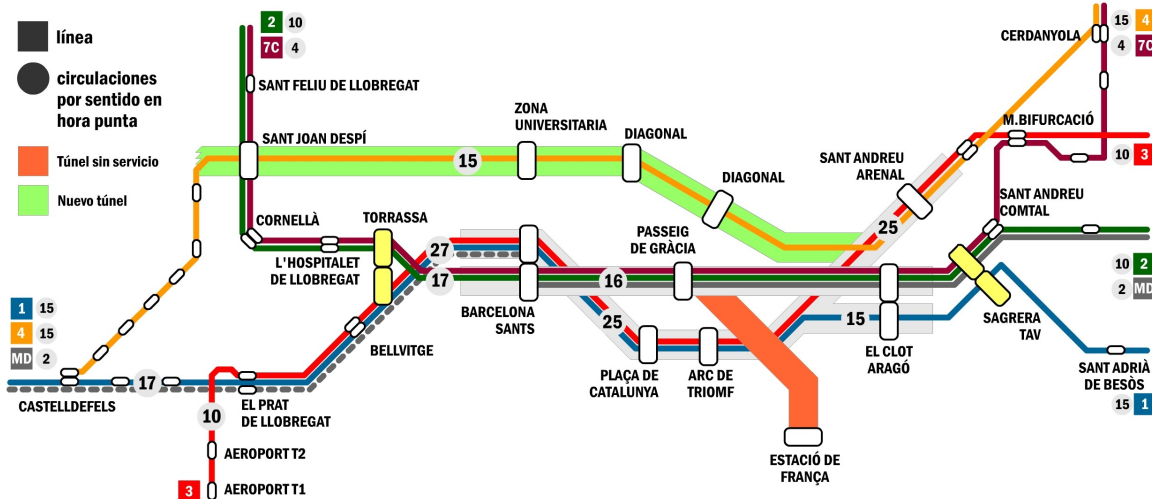 línea
circulaciones
por sentido en
hora punta
Túnel sin servicio
Nuevo túnel
2 10
7C 4
SANT FELIU DE LLOBREGAT
SANT JOAN DESPÍ
15
ZONA
UNIVERSITARIA
DIAGONAL
DIAGONAL
SANT ANDREU
ARENAL
25
CERDANYOLA
15 4
4 7C
M.BIFURCACIÓ
10 3
SANT ANDREU
COMTAL
CORNELLÀ
TORRASSA
L'HOSPITALET
DE LLOBREGAT
27
17
BARCELONA
SANTS
16
PASSEIG
DE GRÀCIA
10 2
2 MD
1 15
4 15
MD 2
17
CASTELLDEFELS
BELLVITGE
EL PRAT
DE LLOBREGAT
10
AEROPORT T2
3 AEROPORT T1
25
PLAÇA DE
CATALUNYA
ARC DE
TRIOMF
15
EL CLOT
ARAGÓ
SAGRERA
TAV
SANT ADRIÀ
DE BESÒS
15 1
ESTACIÓ DE
FRANÇA